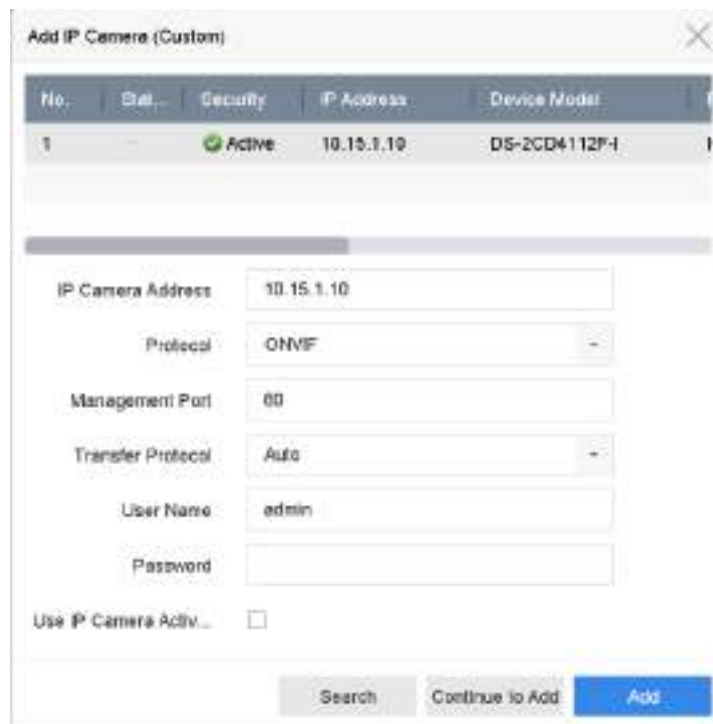 Add IP Camera (Custom)
No. Stat... Security IP Address Device Model
1 ... Active 10.15.1.10 DS-2CD4112F-I
IP Camera Address 10.15.1.10
Protocol ONVIF
Management Port 80
Transfer Protocol Auto
User Name admin
Password
Use IP Camera Activ...
Search Continue to Add Add